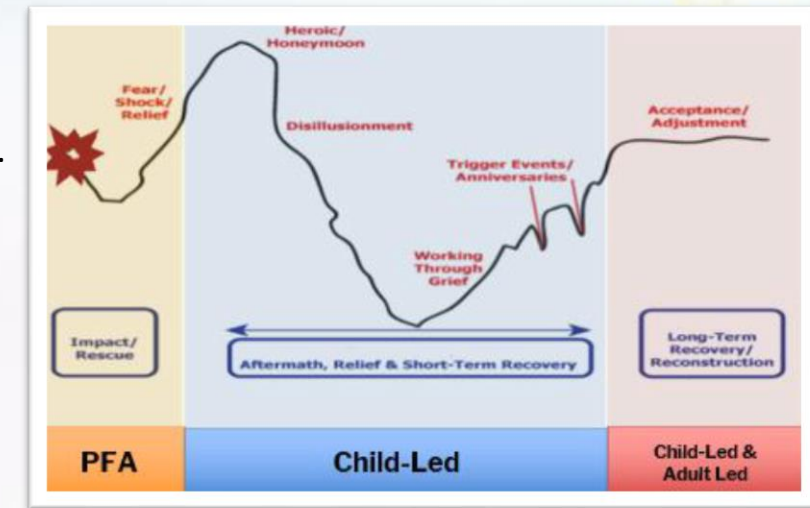 Heroic/
Honeymoon
Fear/
Shock/
Relief
Disillusionment
Acceptance/
Adjustment
Trigger Events/
Anniversaries
Working
Through
Grief
Impact/
Rescue
Aftermath, Relief & Short-Term Recovery
Long-Term
Recovery/
Reconstruction
PFA
Child-Led
Child-Led &
Adult Led